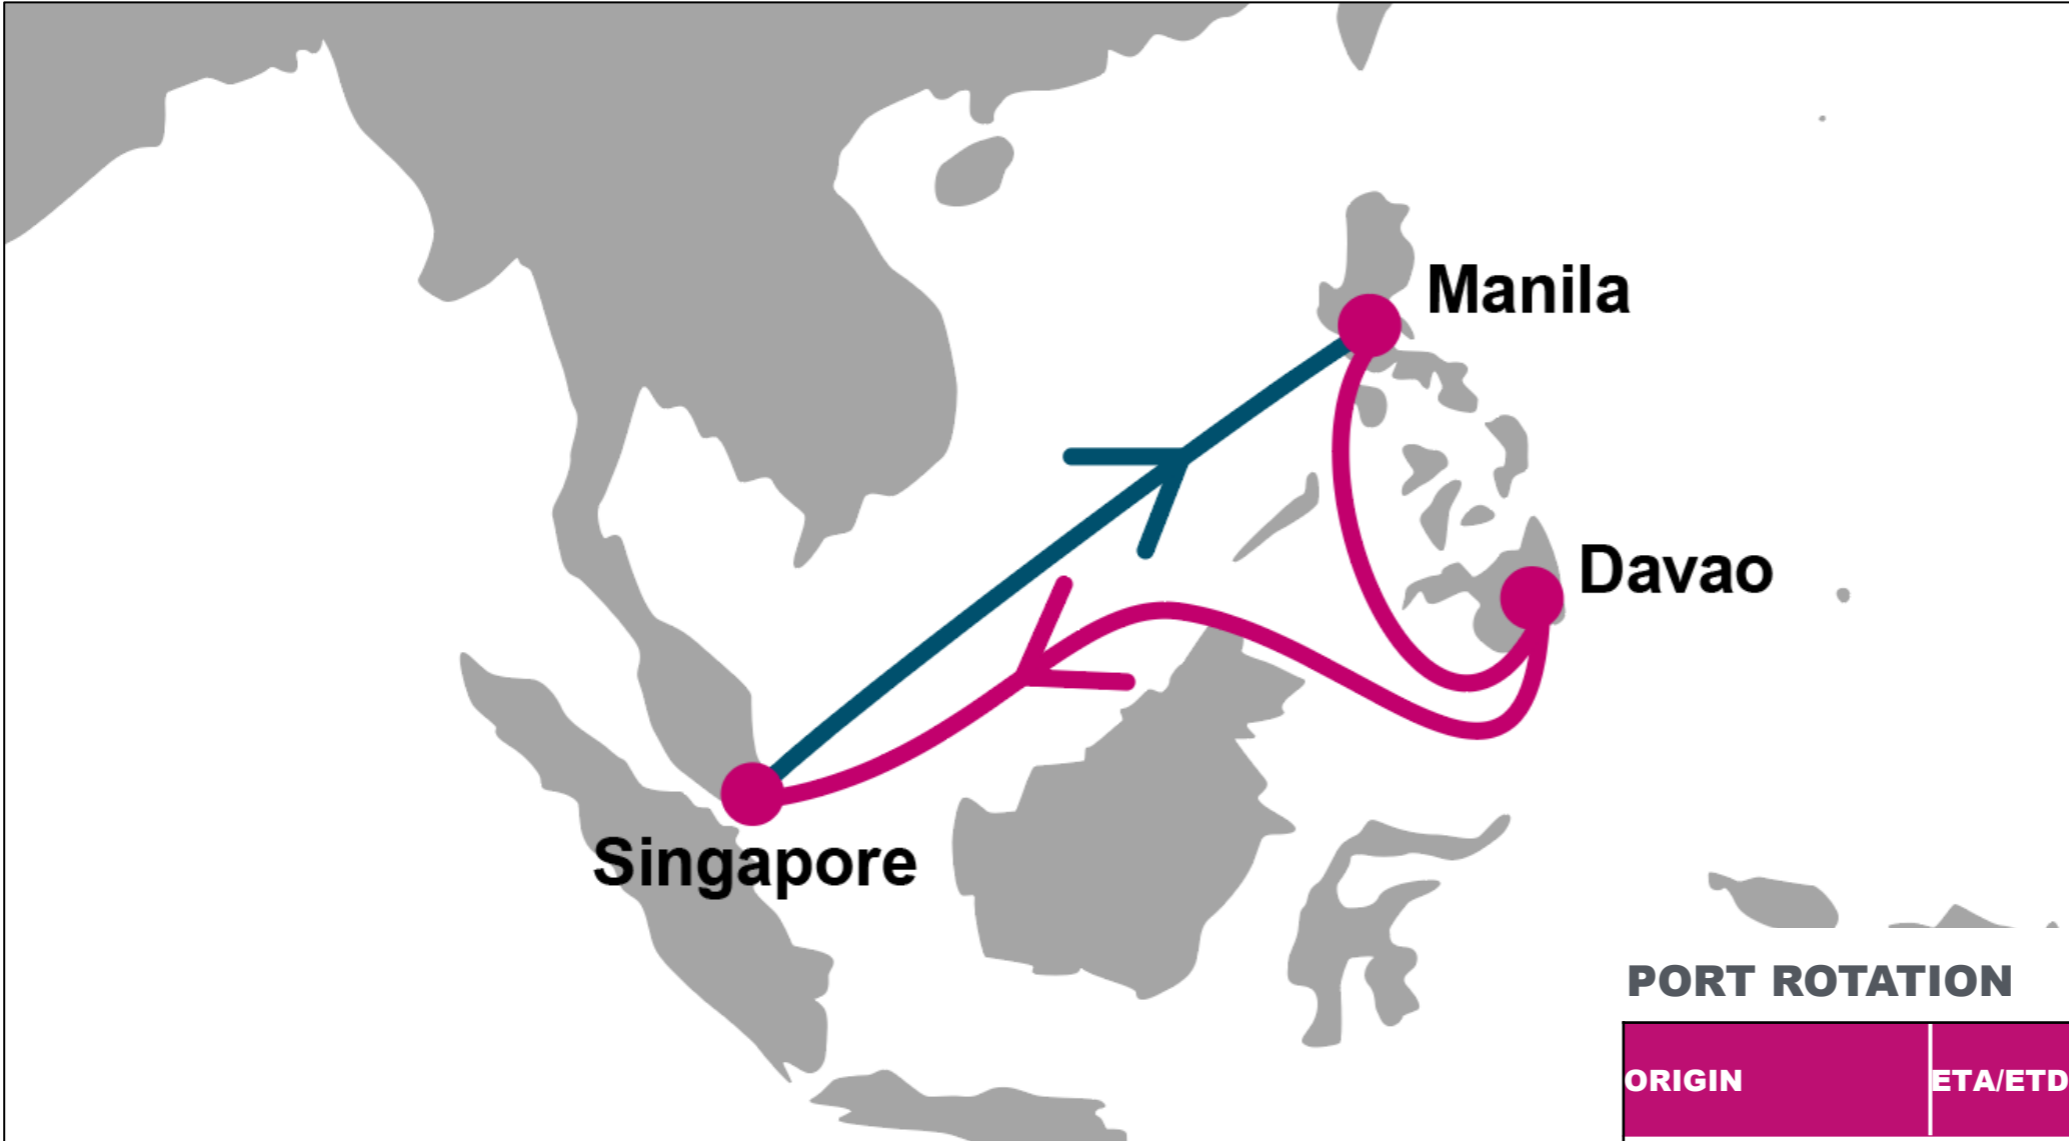 Manila
Davao
Singapore
PORT ROTATION
ORIGIN
ETA/ETD